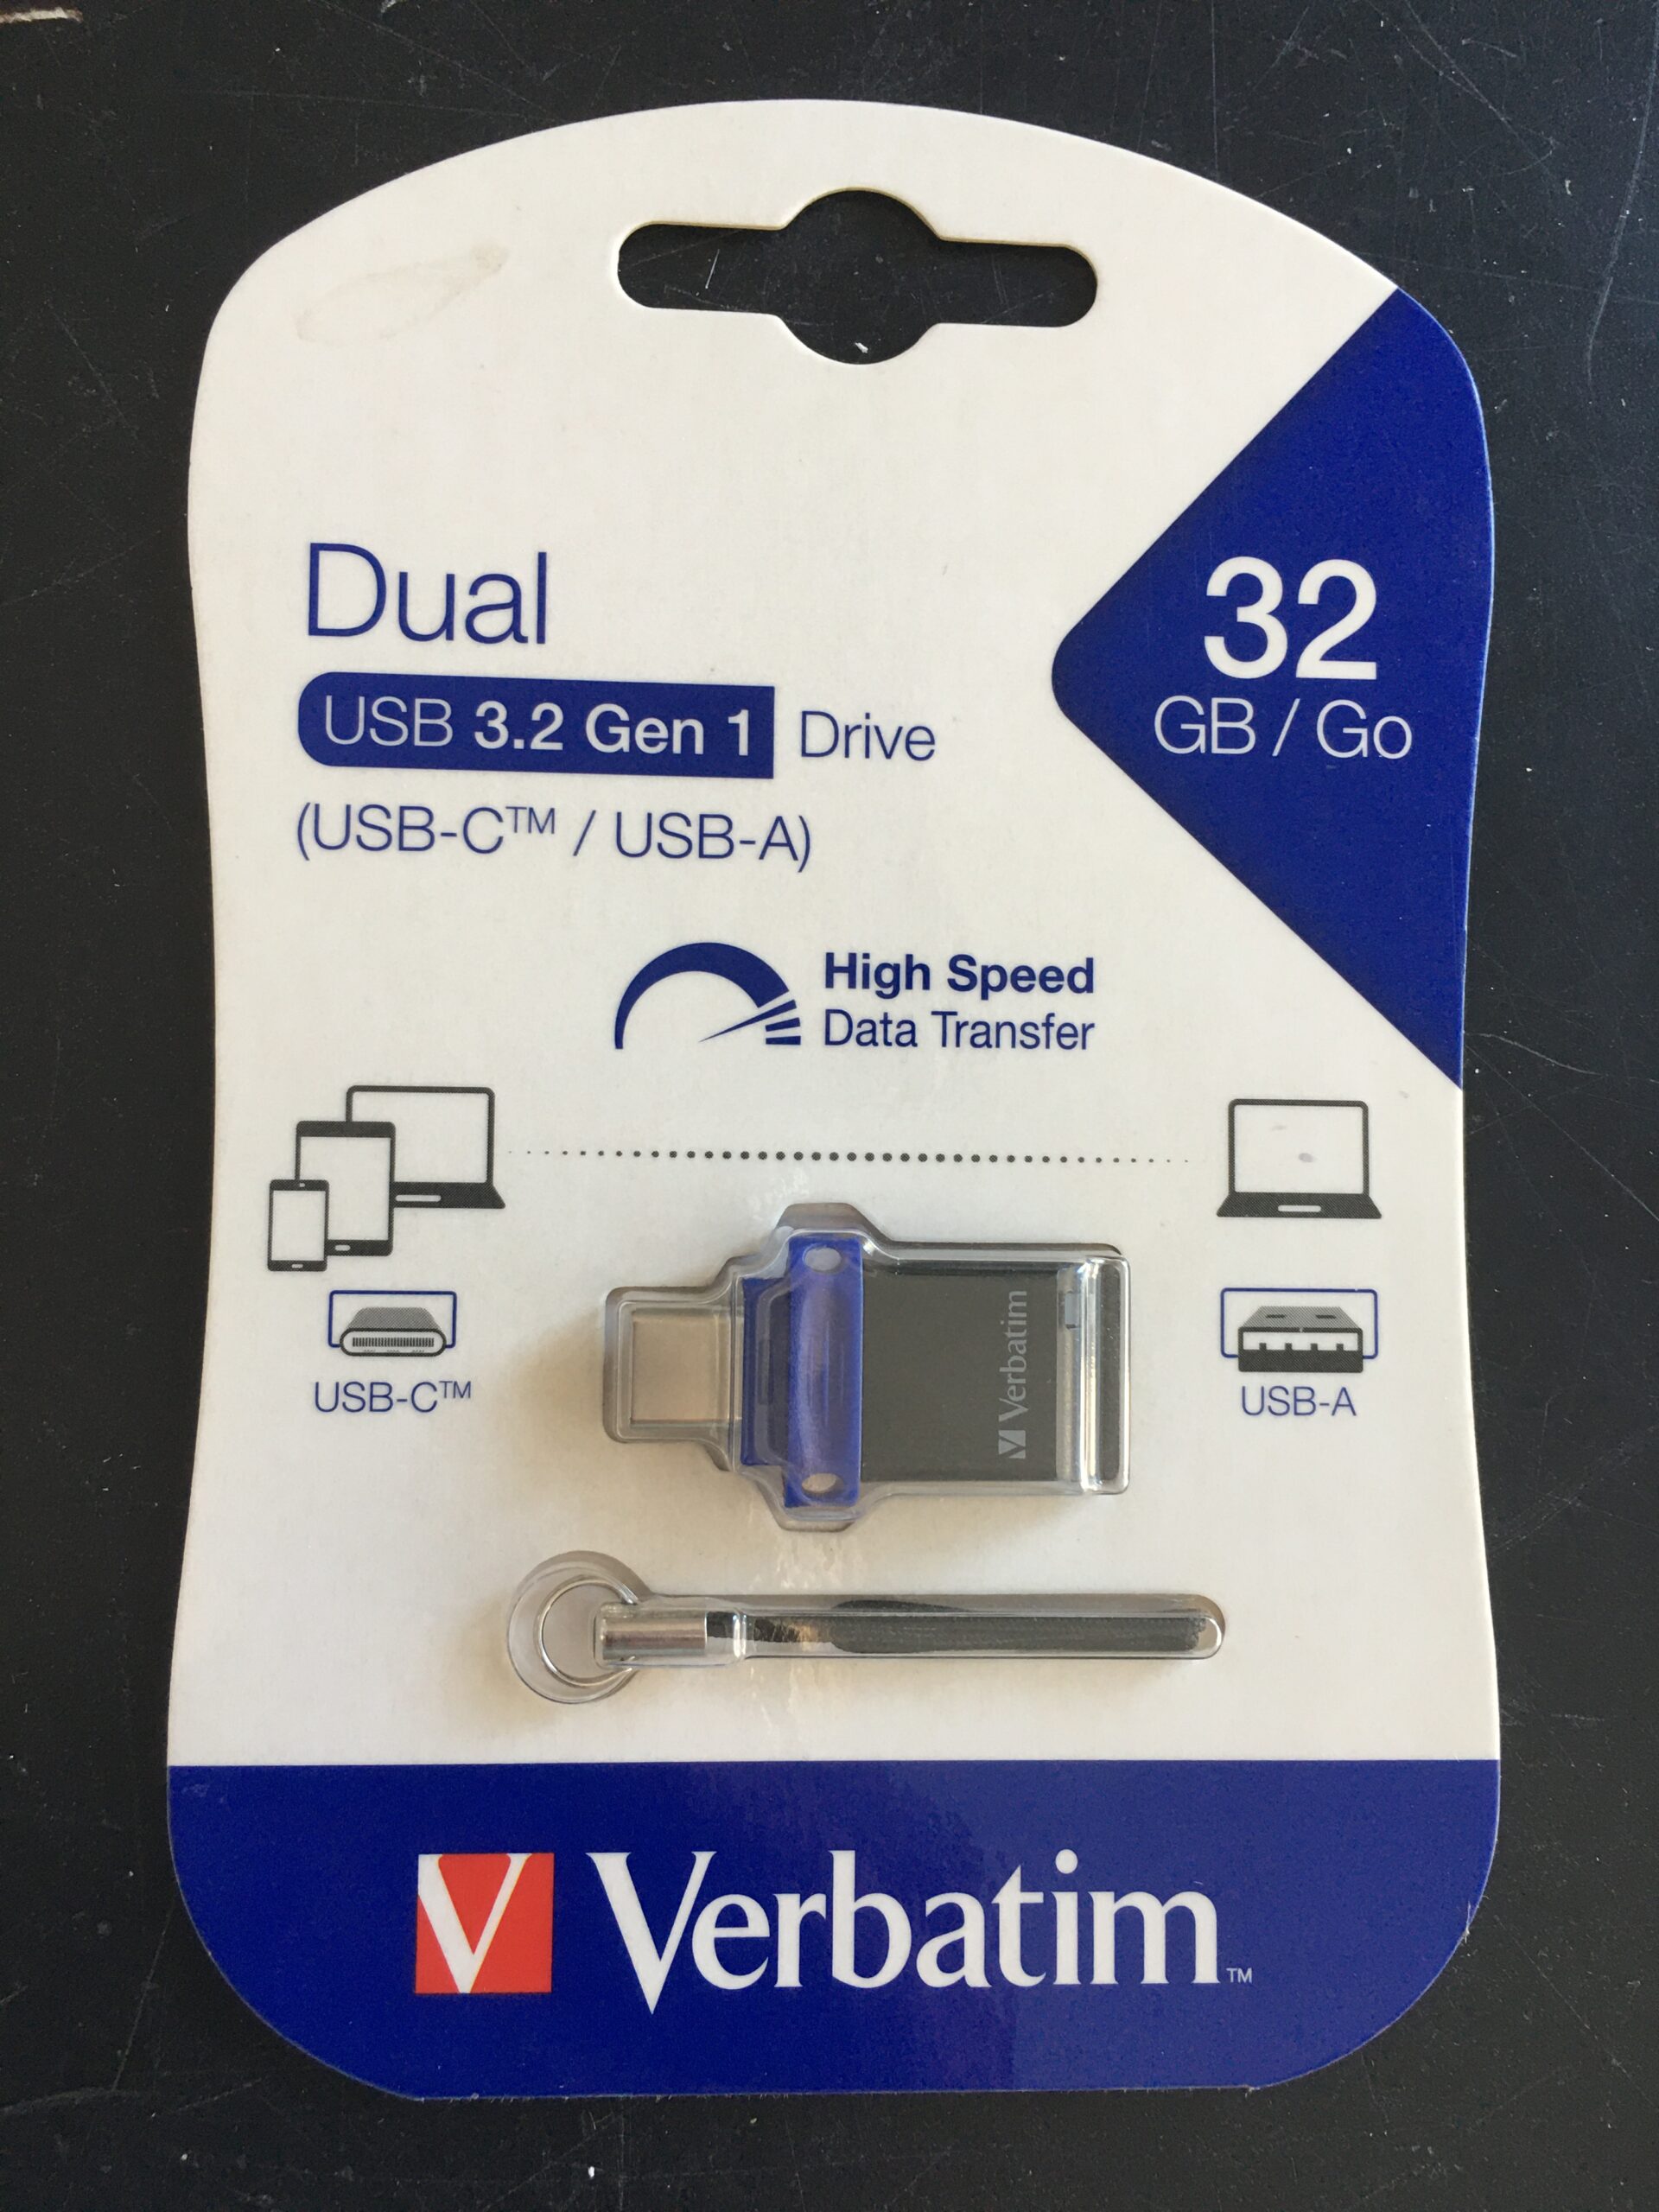 Dual
USB 3.2 Gen 1 Drive
(USB-C™ / USB-A)
32
GB / Go
High Speed
Data Transfer
USB-C™
Verbatim
USB-A
Verbatim™